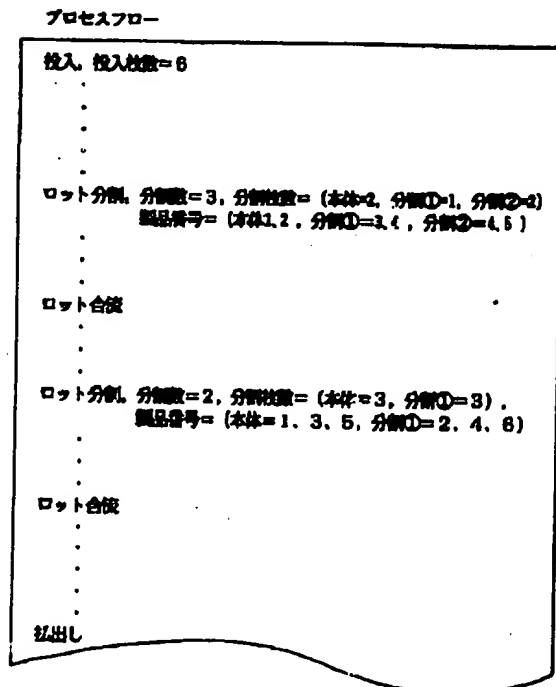 プロセスフロー
投入，投入枚数＝6
ロット分割，分割数＝3，分割枚数＝（本体=2，分割①=1，分割②=2）
製品番号＝（本体1,2，分割①＝3,4，分割②＝4,5）
ロット合流
ロット分割，分割数＝2，分割枚数＝（本体＝3，分割①＝3），
製品番号＝（本体＝1、3、5，分割①＝2、4、6）
ロット合流
払出し